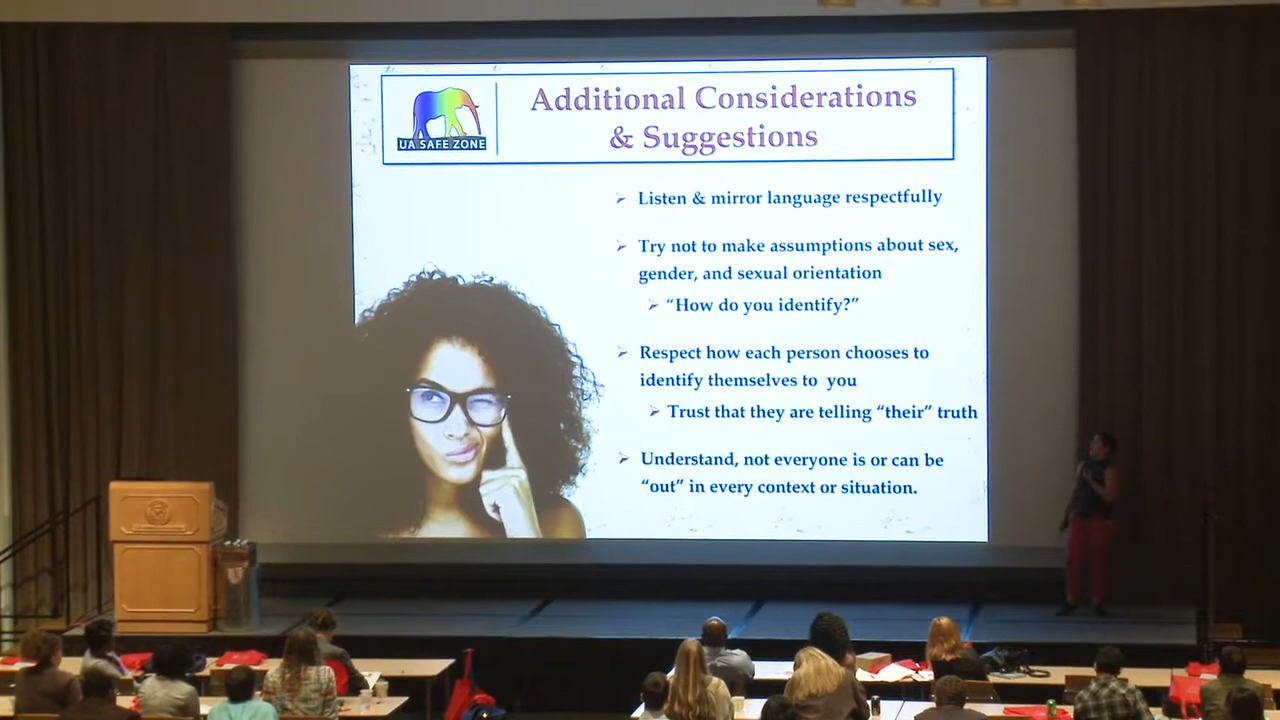 UA SAFE ZONE
Additional Considerations
& Suggestions
➢ Listen & mirror language respectfully
➢ Try not to make assumptions about sex,
gender, and sexual orientation
➢ “How do you identify?”
➢ Respect how each person chooses to
identify themselves to you
➢ Trust that they are telling “their” truth
➢ Understand, not everyone is or can be
“out” in every context or situation.